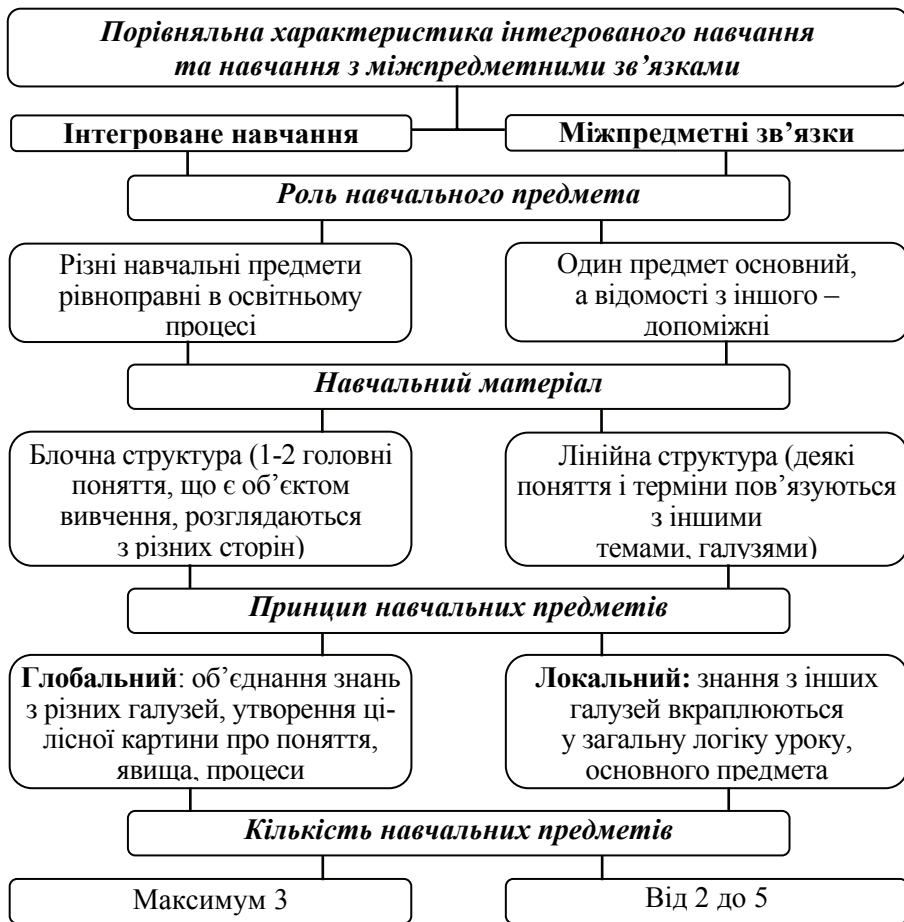 Порівняльна характеристика інтегрованого навчання
та навчання з міжпредметними зв’язками
Інтегроване навчання
Міжпредметні зв’язки
Роль навчального предмета
Різні навчальні предмети
рівноправні в освітньому
процесі
Один предмет основний,
а відомості з іншого –
допоміжні
Навчальний матеріал
Блочна структура (1-2 головні
поняття, що є об’єктом
вивчення, розглядаються
з різних сторін)
Лінійна структура (деякі
поняття і терміни пов’язуються
з іншими
темами, галузями)
Принцип навчальних предметів
Глобальний: об’єднання знань
з різних галузей, утворення ці-
лісної картини про поняття,
явища, процеси
Локальний: знання з інших
галузей вкраплюються
у загальну логіку уроку,
основного предмета
Кількість навчальних предметів
Максимум 3
Від 2 до 5